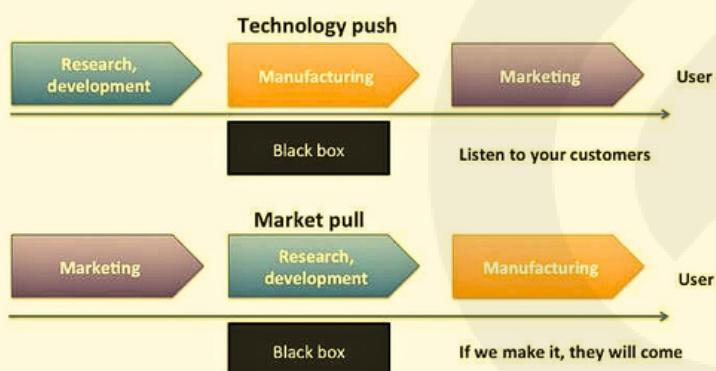 Technology push
Research,
development
Manufacturing
Marketing
User
Black box
Listen to your customers
Market pull
Marketing
Research,
development
Manufacturing
User
Black box
If we make it, they will come